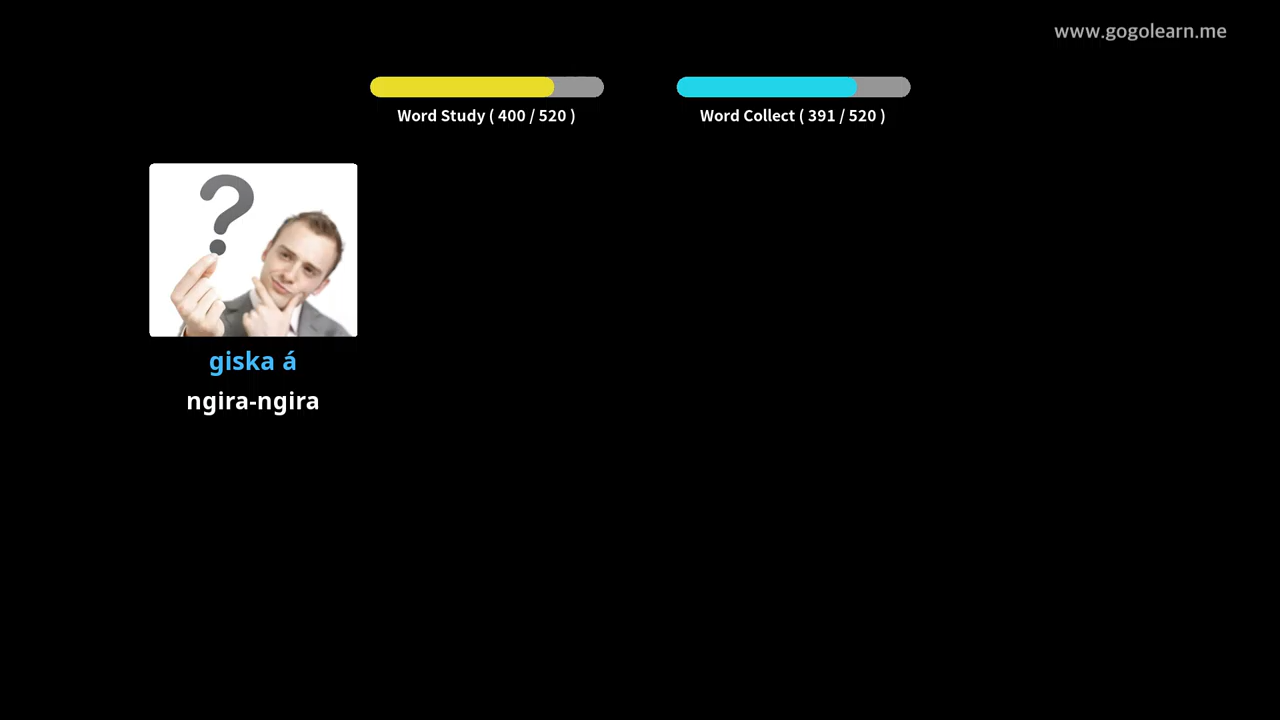 www.gogolearn.me
Word Study ( 400 / 520 )
Word Collect ( 391 / 520 )
?
giska á
ngira-ngira